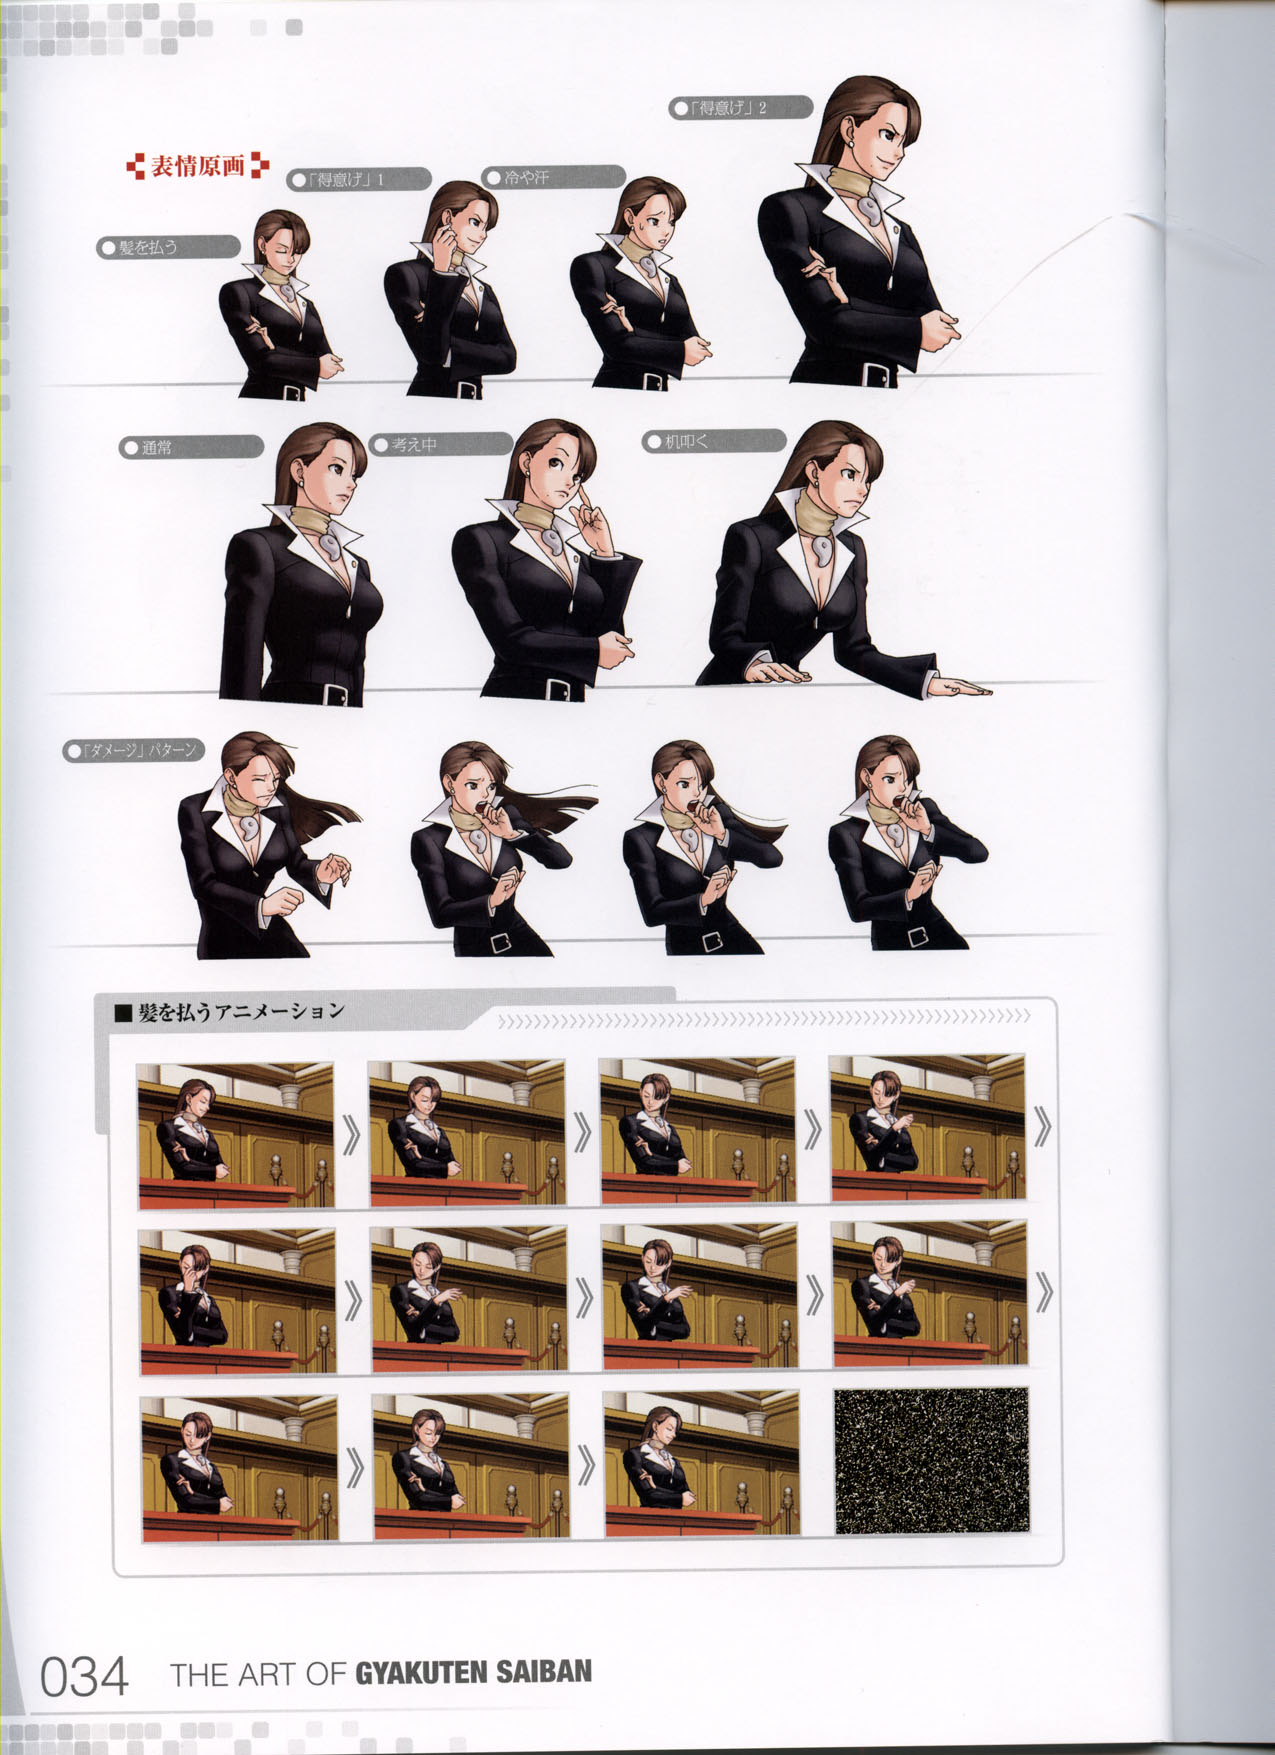 表情原画
「得意げ」2
「得意げ」1
冷や汗
髪を払う
通常
考え中
机叩く
「ダメージ」パターン
■ 髪を払うアニメーション
034 THE ART OF GYAKUTEN SAIBAN